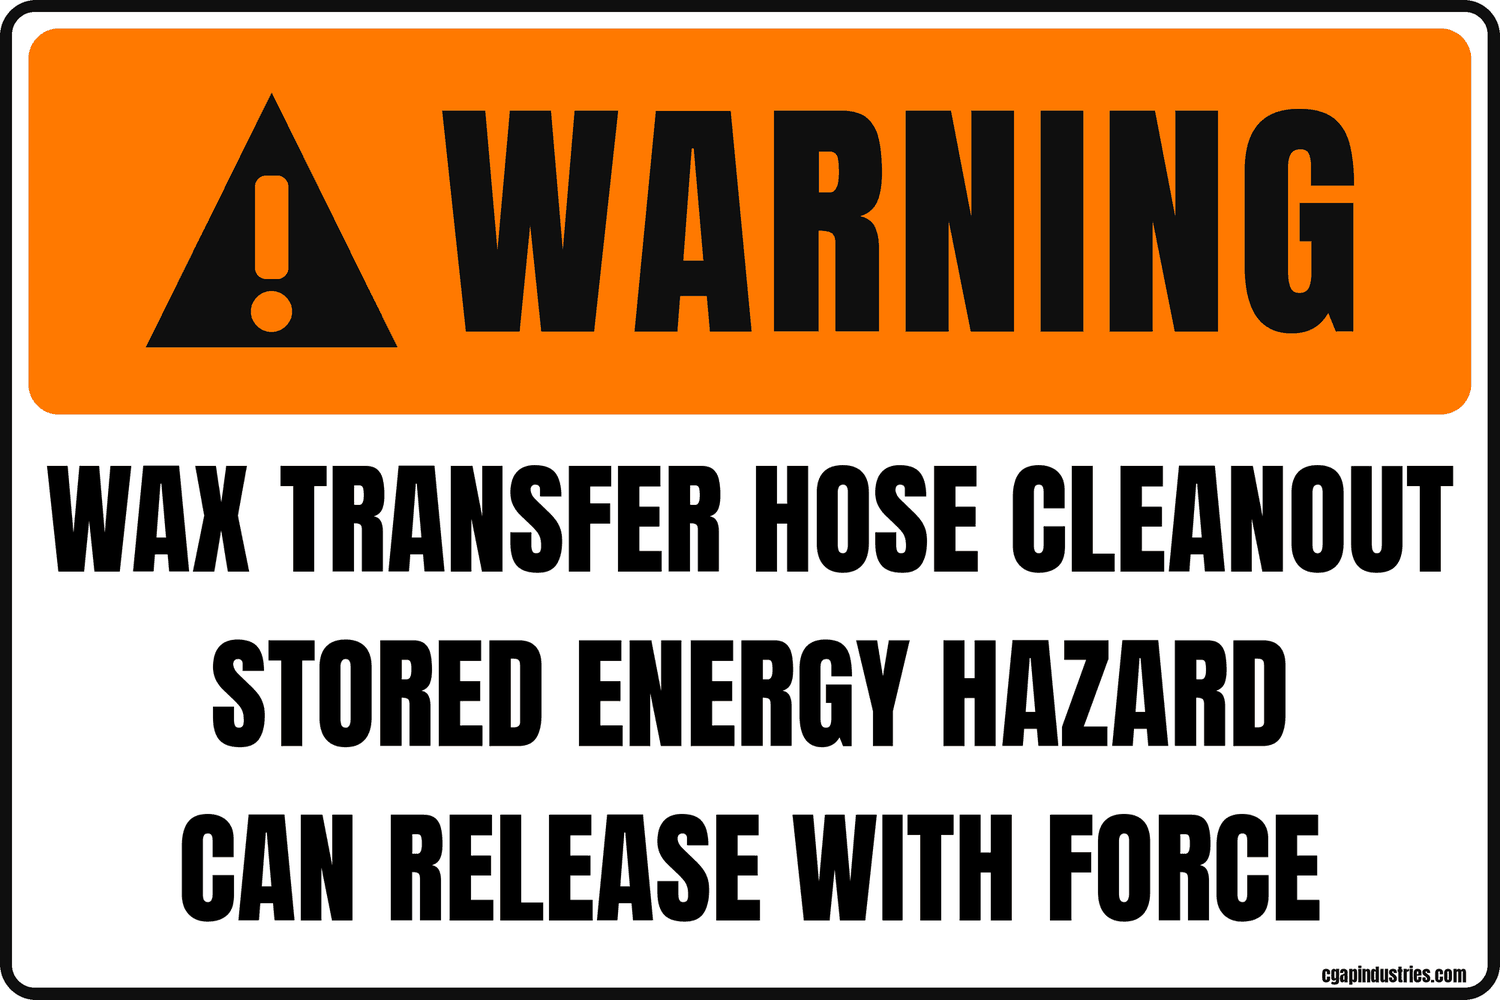 WARNING
WAX TRANSFER HOSE CLEANOUT
STORED ENERGY HAZARD
CAN RELEASE WITH FORCE
cgapindustries.com